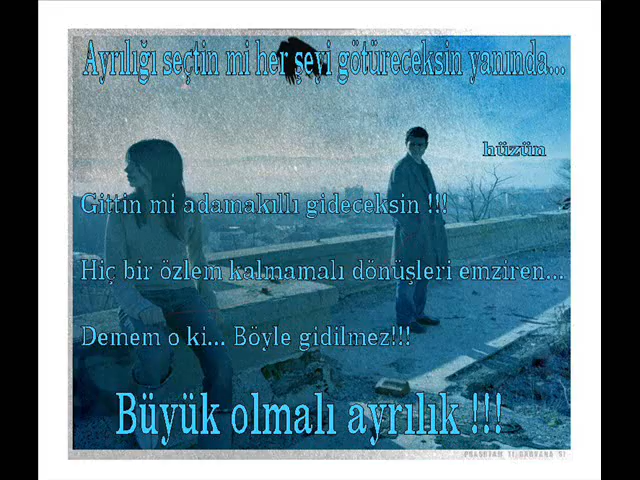 Ayrılığı seçtin mi her şeyi götüreceksin yanında...
hüzün
Gittin mi adamakıllı gideceksin !!!
Hiç bir özlem kalmamalı dönüşleri emziren...
Demem o ki... Böyle gidilmez!!!
Büyük olmalı ayrılık !!!